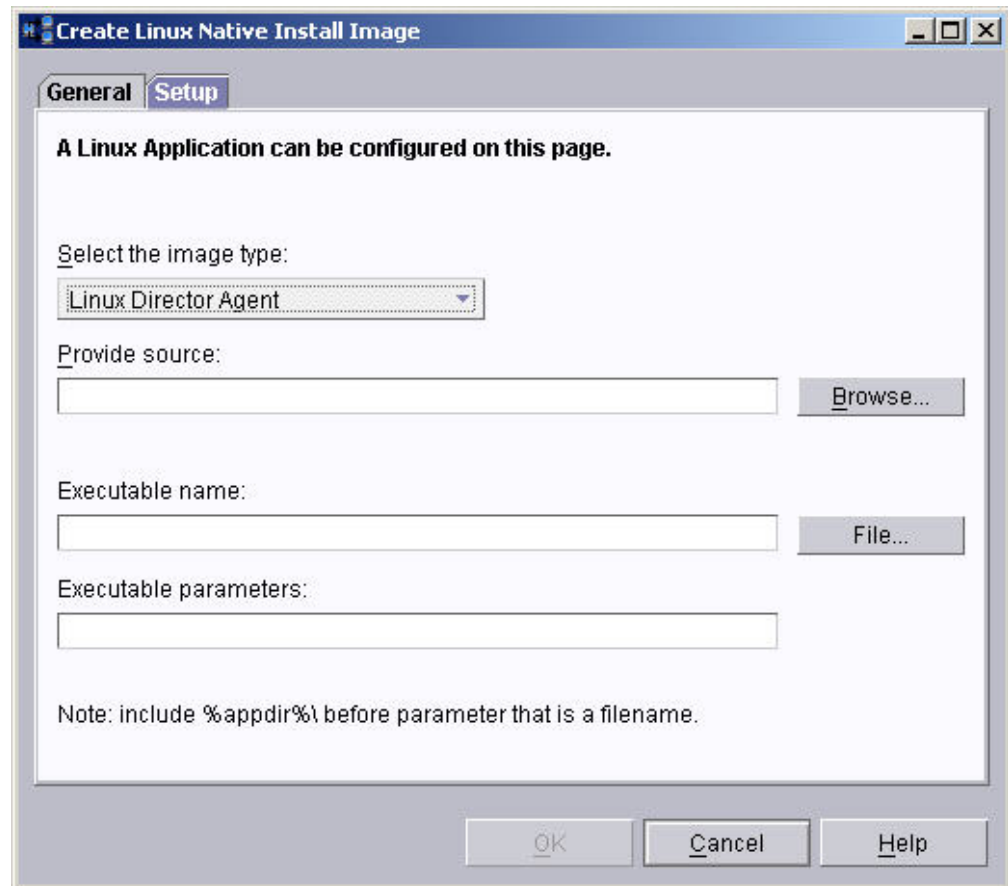 Create Linux Native Install Image
General Setup
A Linux Application can be configured on this page.
Select the image type:
Linux Director Agent
Provide source:
Browse...
Executable name:
File...
Executable parameters:
Note: include %appdir%\ before parameter that is a filename.
OK Cancel Help